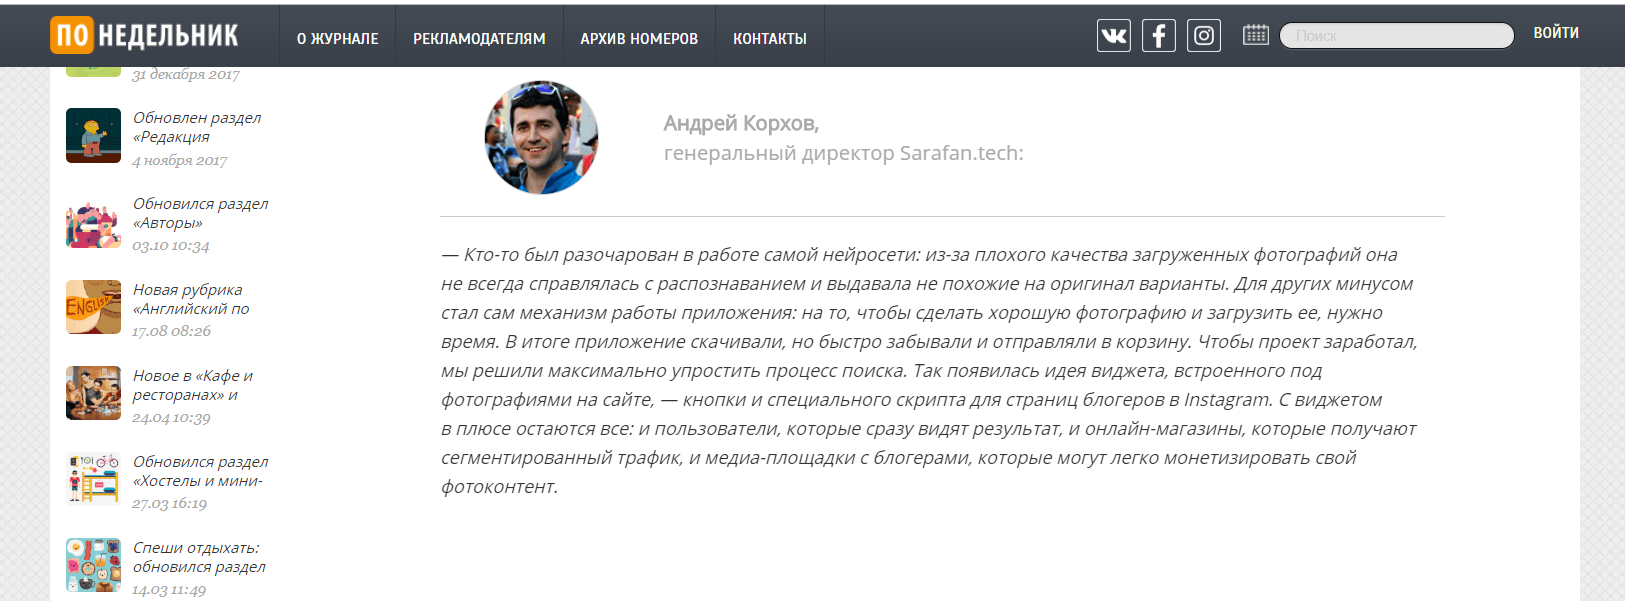 ПОНЕДЕЛЬНИК
О ЖУРНАЛЕ
РЕКЛАМОДАТЕЛЯМ
АРХИВ НОМЕРОВ
КОНТАКТЫ
Поиск
ВОЙТИ
31 декабря 2017
Обновлен раздел
«Редакция
4 ноября 2017
Обновился раздел
«Авторы»
03.10 10:34
ENGLISH
Новая рубрика
«Английский по
17.08 08:26
Новое в «Кафе и
ресторанах» и
24.04 10:39
Обновился раздел
«Хостелы и мини-
27.03 16:19
Спеши отдыхать:
обновился раздел
14.03 11:49
Андрей Корхов,
генеральный директор Sarafan.tech:
— Кто-то был разочарован в работе самой нейросети: из-за плохого качества загруженных фотографий она
не всегда справлялась с распознаванием и выдавала не похожие на оригинал варианты. Для других минусом
стал сам механизм работы приложения: на то, чтобы сделать хорошую фотографию и загрузить ее, нужно
время. В итоге приложение скачивали, но быстро забывали и отправляли в корзину. Чтобы проект заработал,
мы решили максимально упростить процесс поиска. Так появилась идея виджета, встроенного под
фотографиями на сайте, — кнопки и специального скрипта для страниц блогеров в Instagram. С виджетом
в плюсе остаются все: и пользователи, которые сразу видят результат, и онлайн-магазины, которые получают
сегментированный трафик, и медиа-площадки с блогерами, которые могут легко монетизировать свой
фотоконтент.